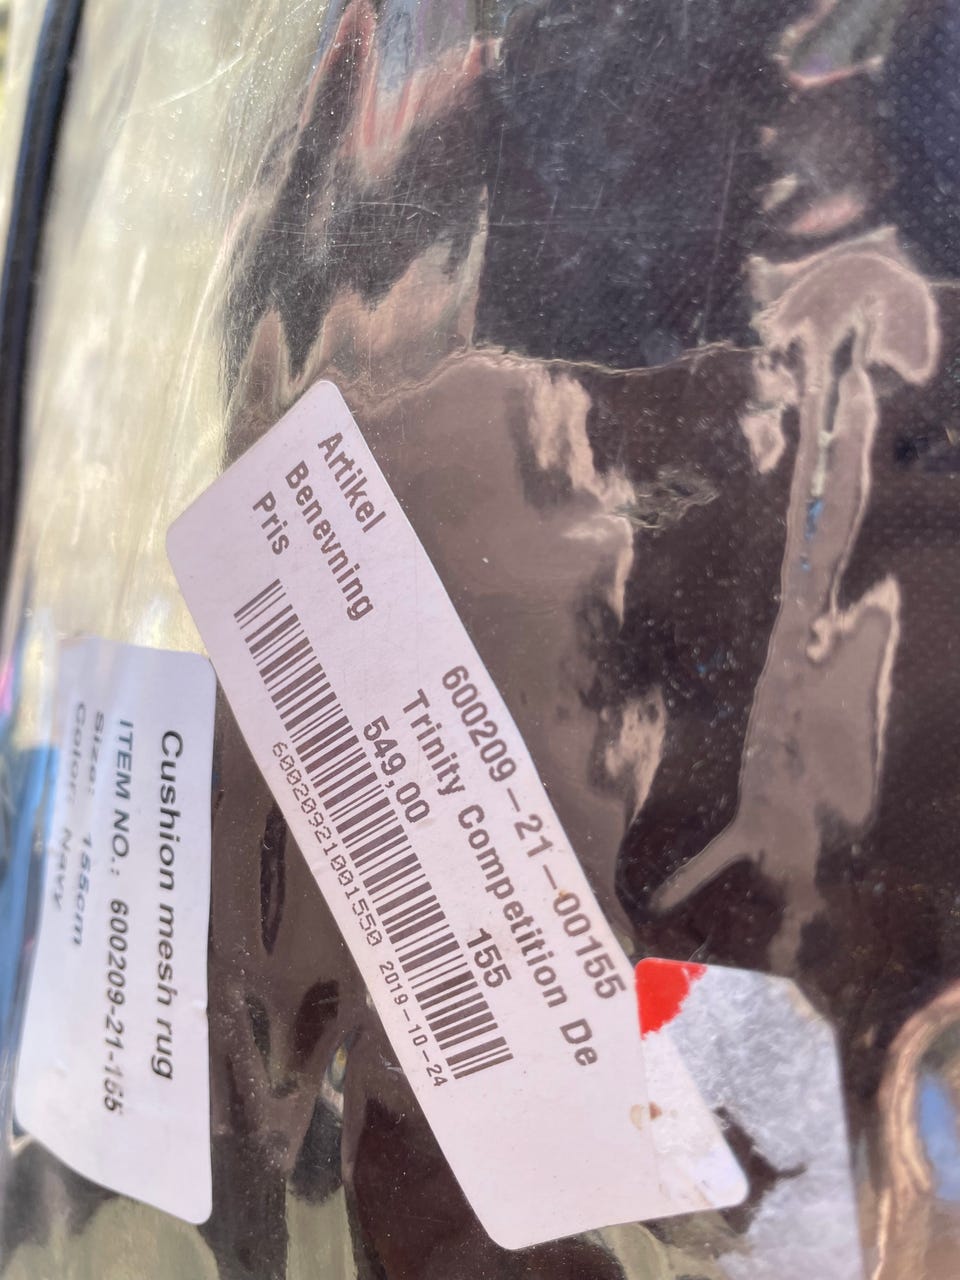 Artikel 600209-21-00155
Benevning Trinity Competition De
Pris 549,00 155
60020921001550 2019-10-24
Cushion mesh rug
ITEM NO.: 600209-21-155
Size: 155cm
Color: Navy